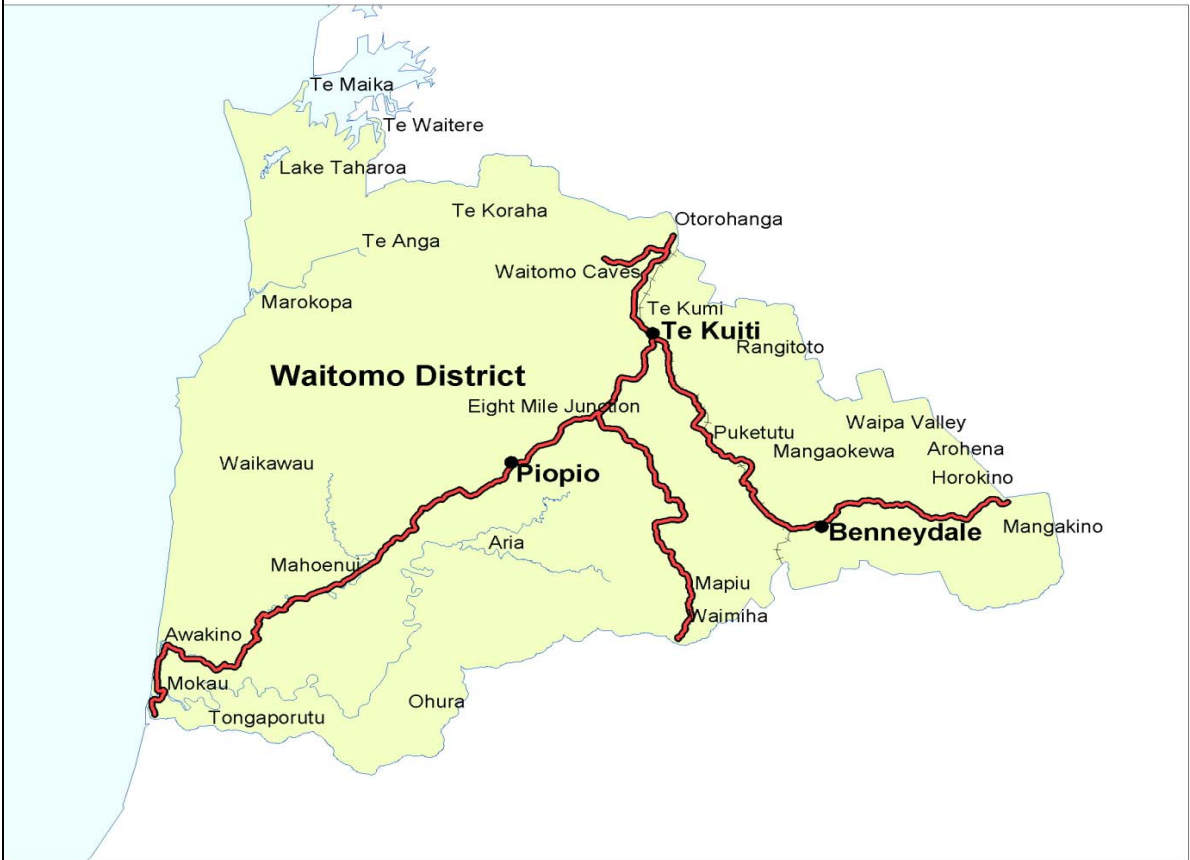 Te Maika
Te Waitere
Lake Taharoa
Te Koraha
Otorohanga
Te Anga
Waitomo Caves
Marokopa
Te Kumi
Te Kuiti
Rangitoto
Waitomo District
Eight Mile Junction
Waipa Valley
Puketutu
Mangaokewa
Arohena
Waikawau
Piopio
Horokino
Mangakino
Benneydale
Aria
Mahoenui
Mapiu
Waimiha
Awakino
Mokau
Ohura
Tongaporutu